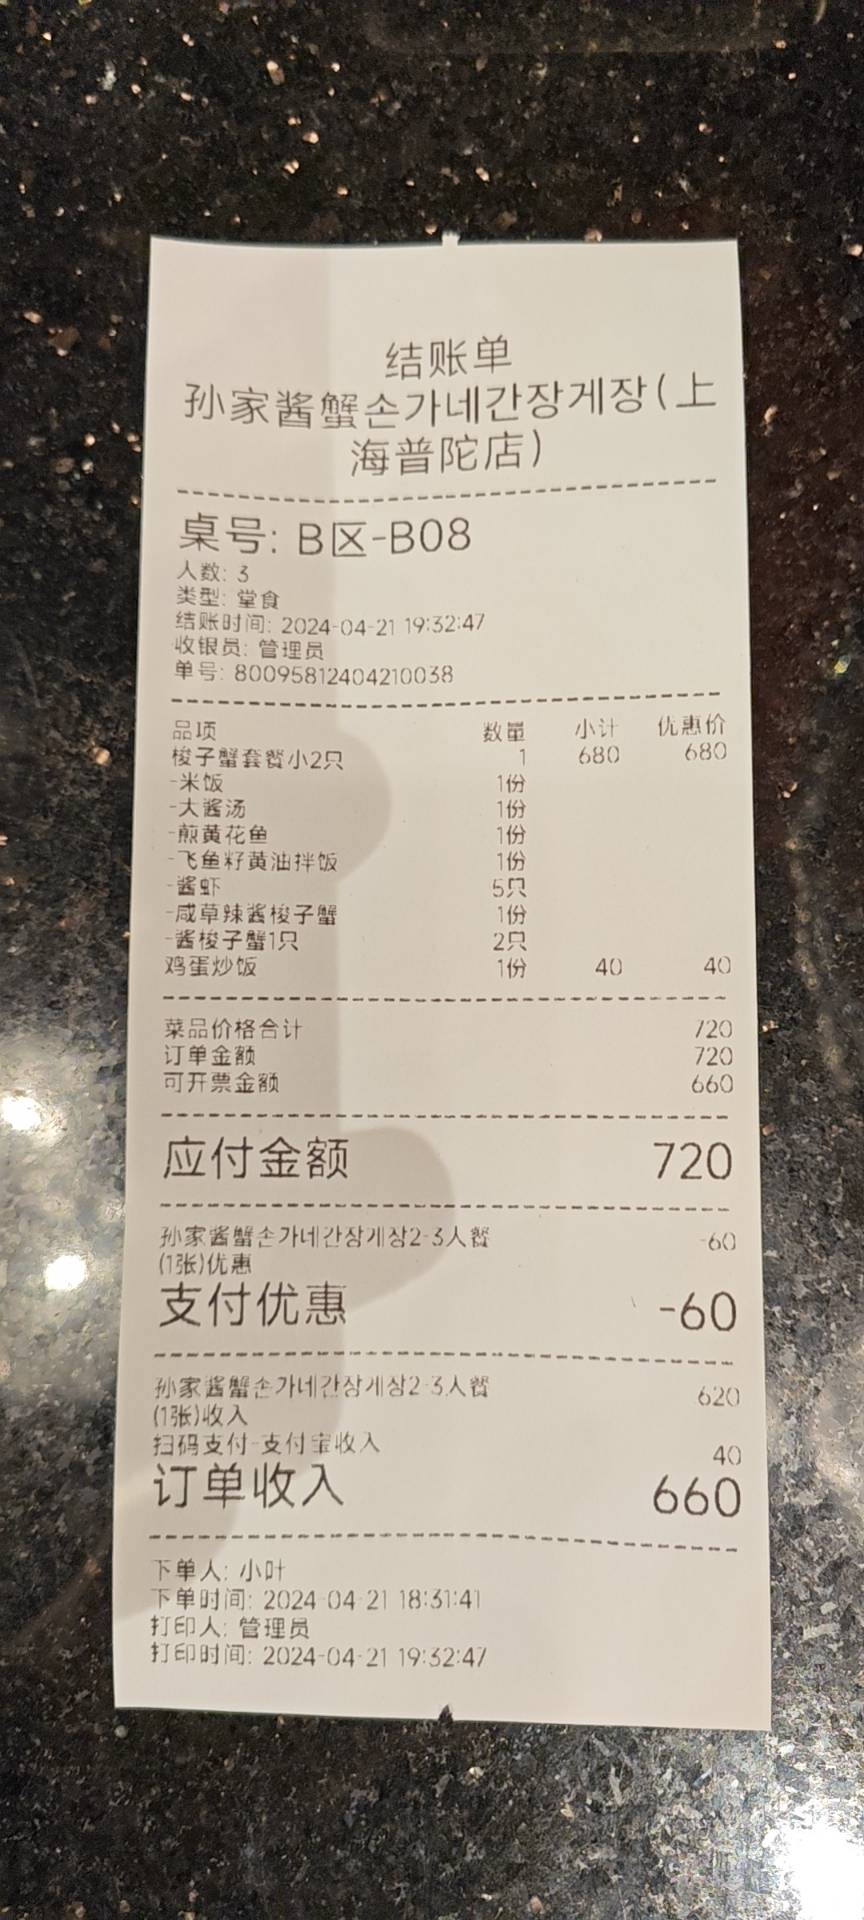 结账单
孙家酱蟹손가네간장게장(上
海普陀店)
桌号: B区-B08
人数: 3
类型: 堂食
结账时间: 2024-04-21 19:32:47
收银员: 管理员
单号: 80095812404210038
品项 数量 小计 优惠价
梭子蟹套餐小2只 1 680 680
-米饭 1份
-大酱汤 1份
-煎黄花鱼 1份
-飞鱼籽黄油拌饭 1份
-酱虾 5只
-咸草辣酱梭子蟹 1份
-酱梭子蟹1只 2只
鸡蛋炒饭 1份 40 40
菜品价格合计 720
订单金额 720
可开票金额 660
应付金额 720
孙家酱蟹손가네간장게장2-3人餐 -60
(1张)优惠
支付优惠 -60
孙家酱蟹손가네간장게장2-3人餐 620
(1张)收入
扫码支付-支付宝收入 40
订单收入 660
下单人: 小叶
下单时间: 2024-04-21 18:31:41
打印人: 管理员
打印时间: 2024-04-21 19:32:47